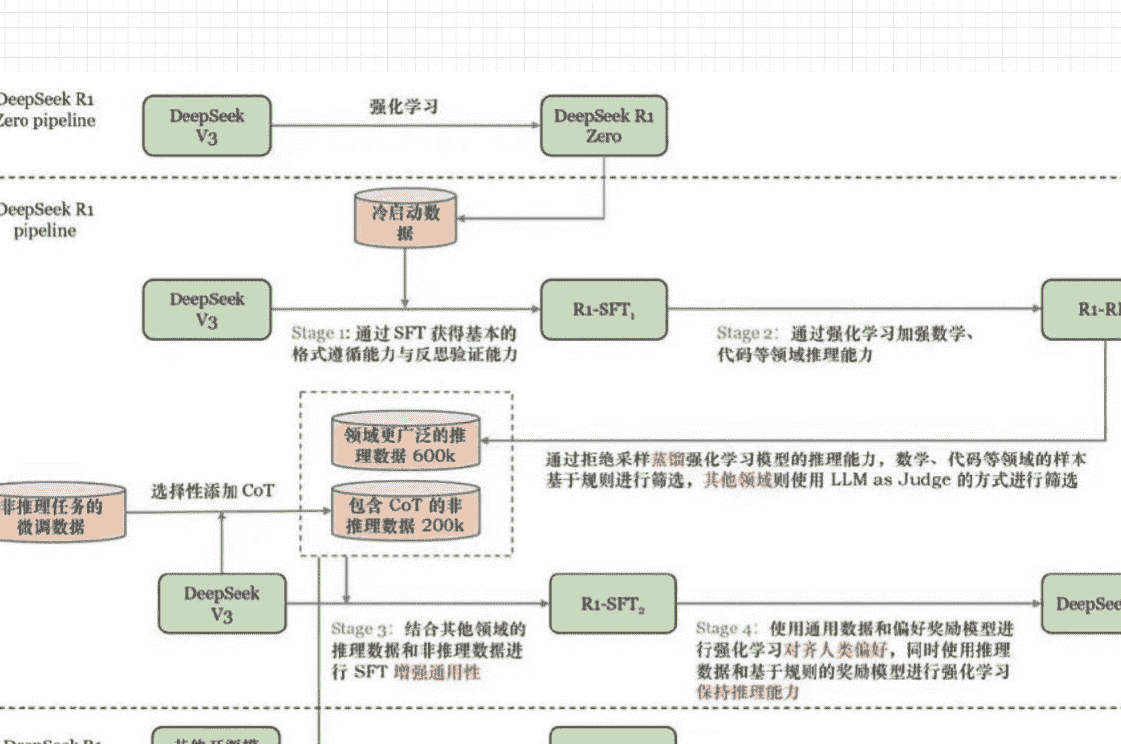 DeepSeek R1
Zero pipeline
DeepSeek
V3
强化学习
DeepSeek R1
Zero
DeepSeek R1
pipeline
冷启动数
据
DeepSeek
V3
Stage 1: 通过 SFT 获得基本的
格式遵循能力与反思验证能力
R1-SFT₁
Stage 2： 通过强化学习加强数学、
代码等领域推理能力
R1-RL
领域更广泛的推
理数据 600k
通过拒绝采样蒸馏强化学习模型的推理能力，数学、代码等领域的样本
基于规则进行筛选，其他领域则使用 LLM as Judge 的方式进行筛选
非推理任务的
微调数据
选择性添加 CoT
包含 CoT 的非
推理数据 200k
DeepSeek
V3
Stage 3： 结合其他领域的
推理数据和非推理数据进
行 SFT 增强通用性
R1-SFT₂
Stage 4： 使用通用数据和偏好奖励模型进
行强化学习对齐人类偏好，同时使用推理
数据和基于规则的奖励模型进行强化学习
保持推理能力
DeepSee
DeepSeek R1
其他开源模